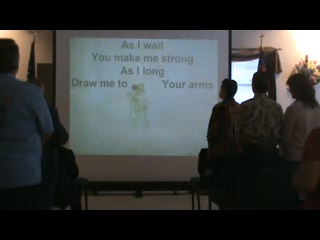 As I wait
You make me strong
As I long
Draw me to Your arms